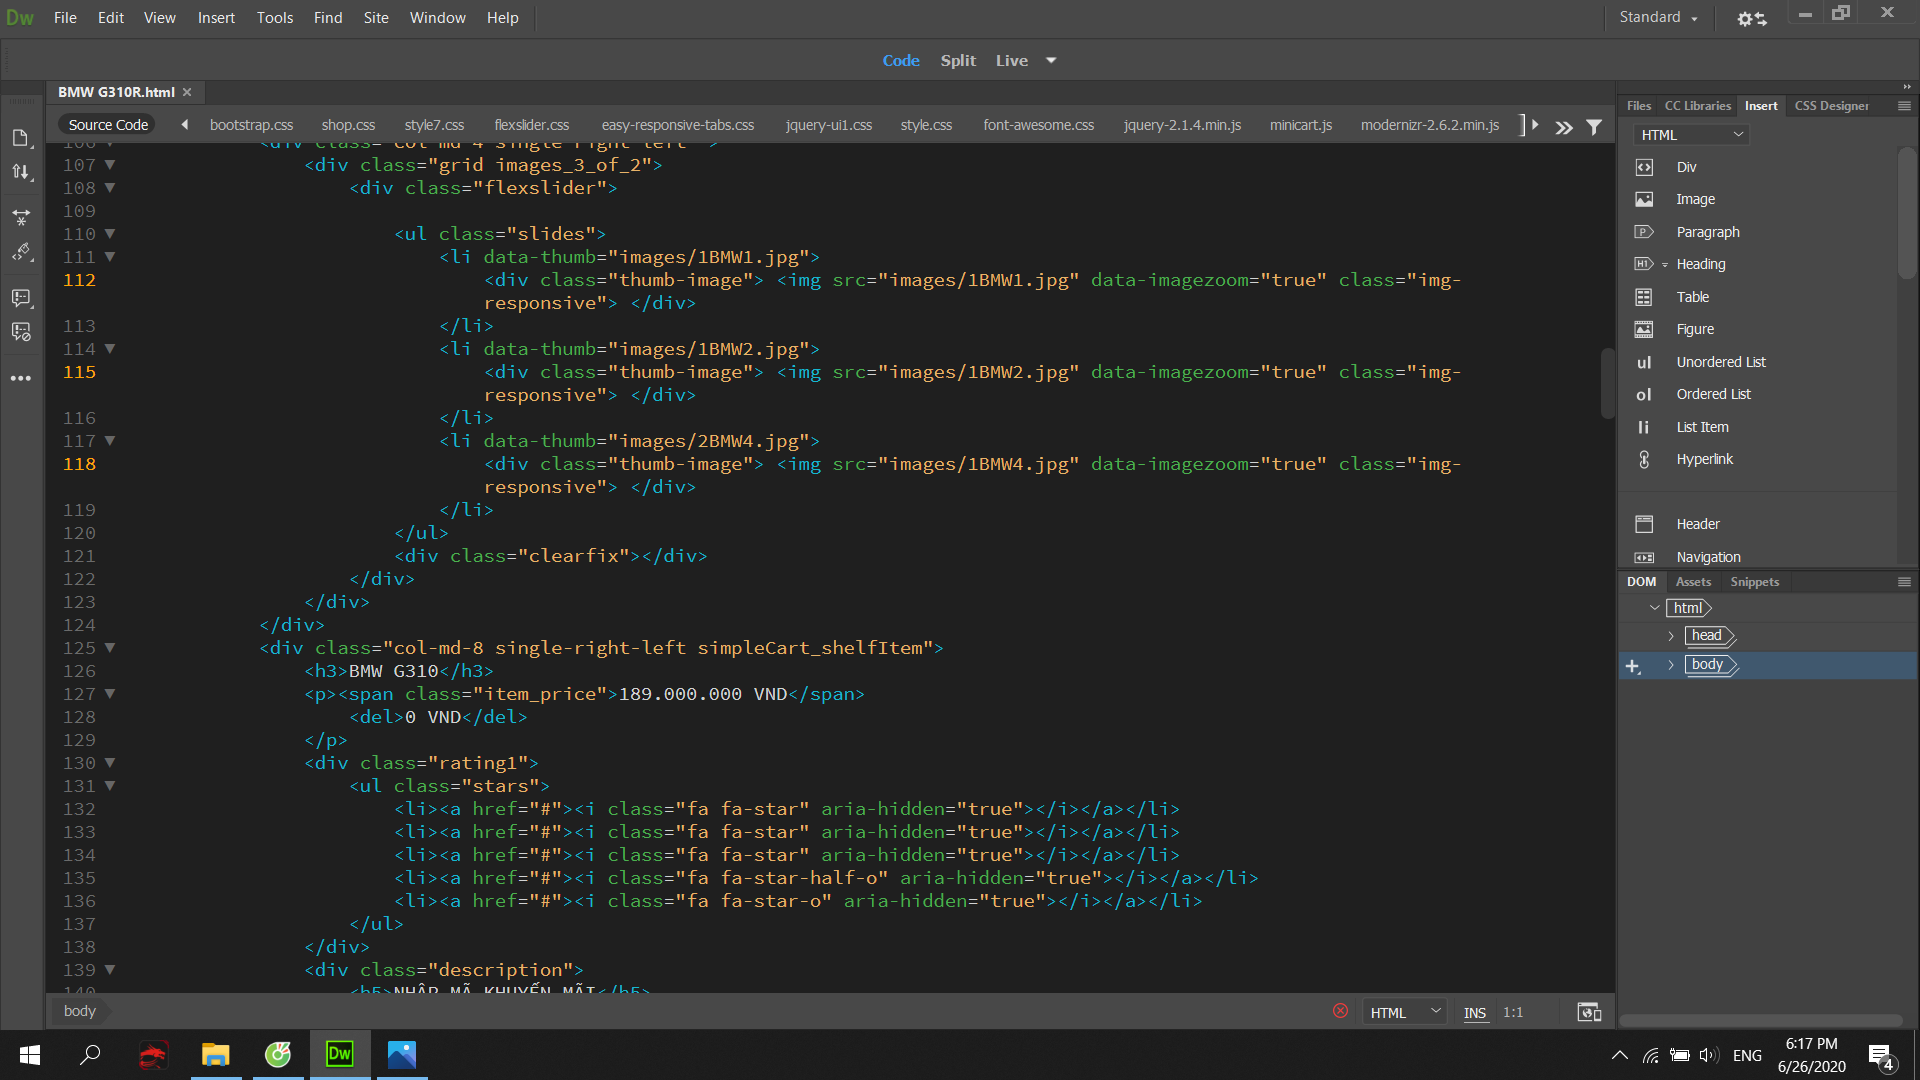 Dw File Edit View Insert Tools Find Site Window Help Standard
Code Split Live
BMW G310R.html
Source Code bootstrap.css shop.css style7.css flexslider.css easy-responsive-tabs.css jquery-ui1.css style.css font-awesome.css jquery-2.1.4.min.js minicart.js modernizr-2.6.2.min.js
106 <div class="col-md-4 single-right-left ">
107 <div class="grid images_3_of_2">
108 <div class="flexslider">
109
110 <ul class="slides">
111 <li data-thumb="images/1BMW1.jpg">
112 <div class="thumb-image"> <img src="images/1BMW1.jpg" data-imagezoom="true" class="img-
responsive"> </div>
113 </li>
114 <li data-thumb="images/1BMW2.jpg">
115 <div class="thumb-image"> <img src="images/1BMW2.jpg" data-imagezoom="true" class="img-
responsive"> </div>
116 </li>
117 <li data-thumb="images/2BMW4.jpg">
118 <div class="thumb-image"> <img src="images/1BMW4.jpg" data-imagezoom="true" class="img-
responsive"> </div>
119 </li>
120 </ul>
121 <div class="clearfix"></div>
122 </div>
123 </div>
124 </div>
125 <div class="col-md-8 single-right-left simpleCart_shelfItem">
126 <h3>BMW G310</h3>
127 <p><span class="item_price">189.000.000 VND</span>
128 <del>0 VND</del>
129 </p>
130 <div class="rating1">
131 <ul class="stars">
132 <li><a href="#"><i class="fa fa-star" aria-hidden="true"></i></a></li>
133 <li><a href="#"><i class="fa fa-star" aria-hidden="true"></i></a></li>
134 <li><a href="#"><i class="fa fa-star" aria-hidden="true"></i></a></li>
135 <li><a href="#"><i class="fa fa-star-half-o" aria-hidden="true"></i></a></li>
136 <li><a href="#"><i class="fa fa-star-o" aria-hidden="true"></i></a></li>
137 </ul>
138 </div>
139 <div class="description">
140 <h5>NHẬP MÃ KHUYẾN MÃI</h5>
body HTML INS 1:1
Files CC Libraries Insert CSS Designer
HTML
Div
Image
P Paragraph
H1 Heading
Table
Figure
ul Unordered List
ol Ordered List
li List Item
Hyperlink
Header
Navigation
DOM Assets Snippets
html
head
body
Dw ENG 6:17 PM
6/26/2020
4